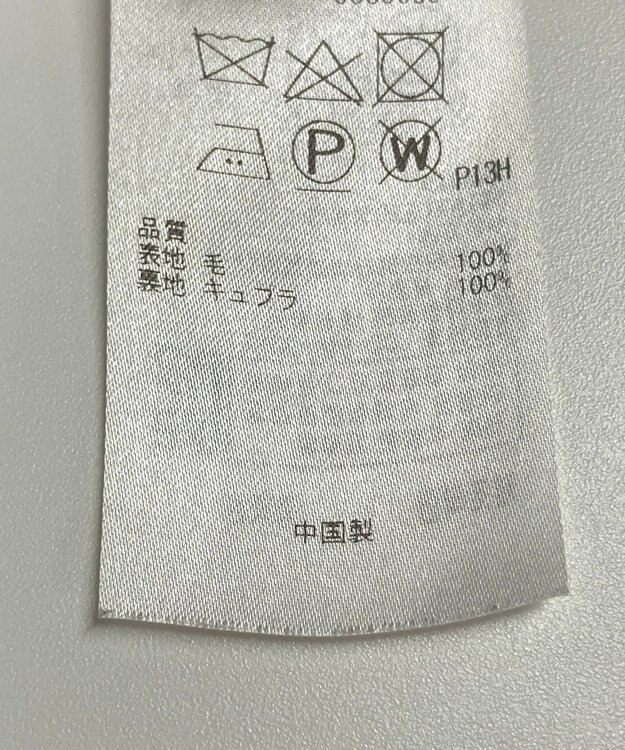 P W P13H
品質
表地 毛 100%
裏地 キュプラ 100%
中国製